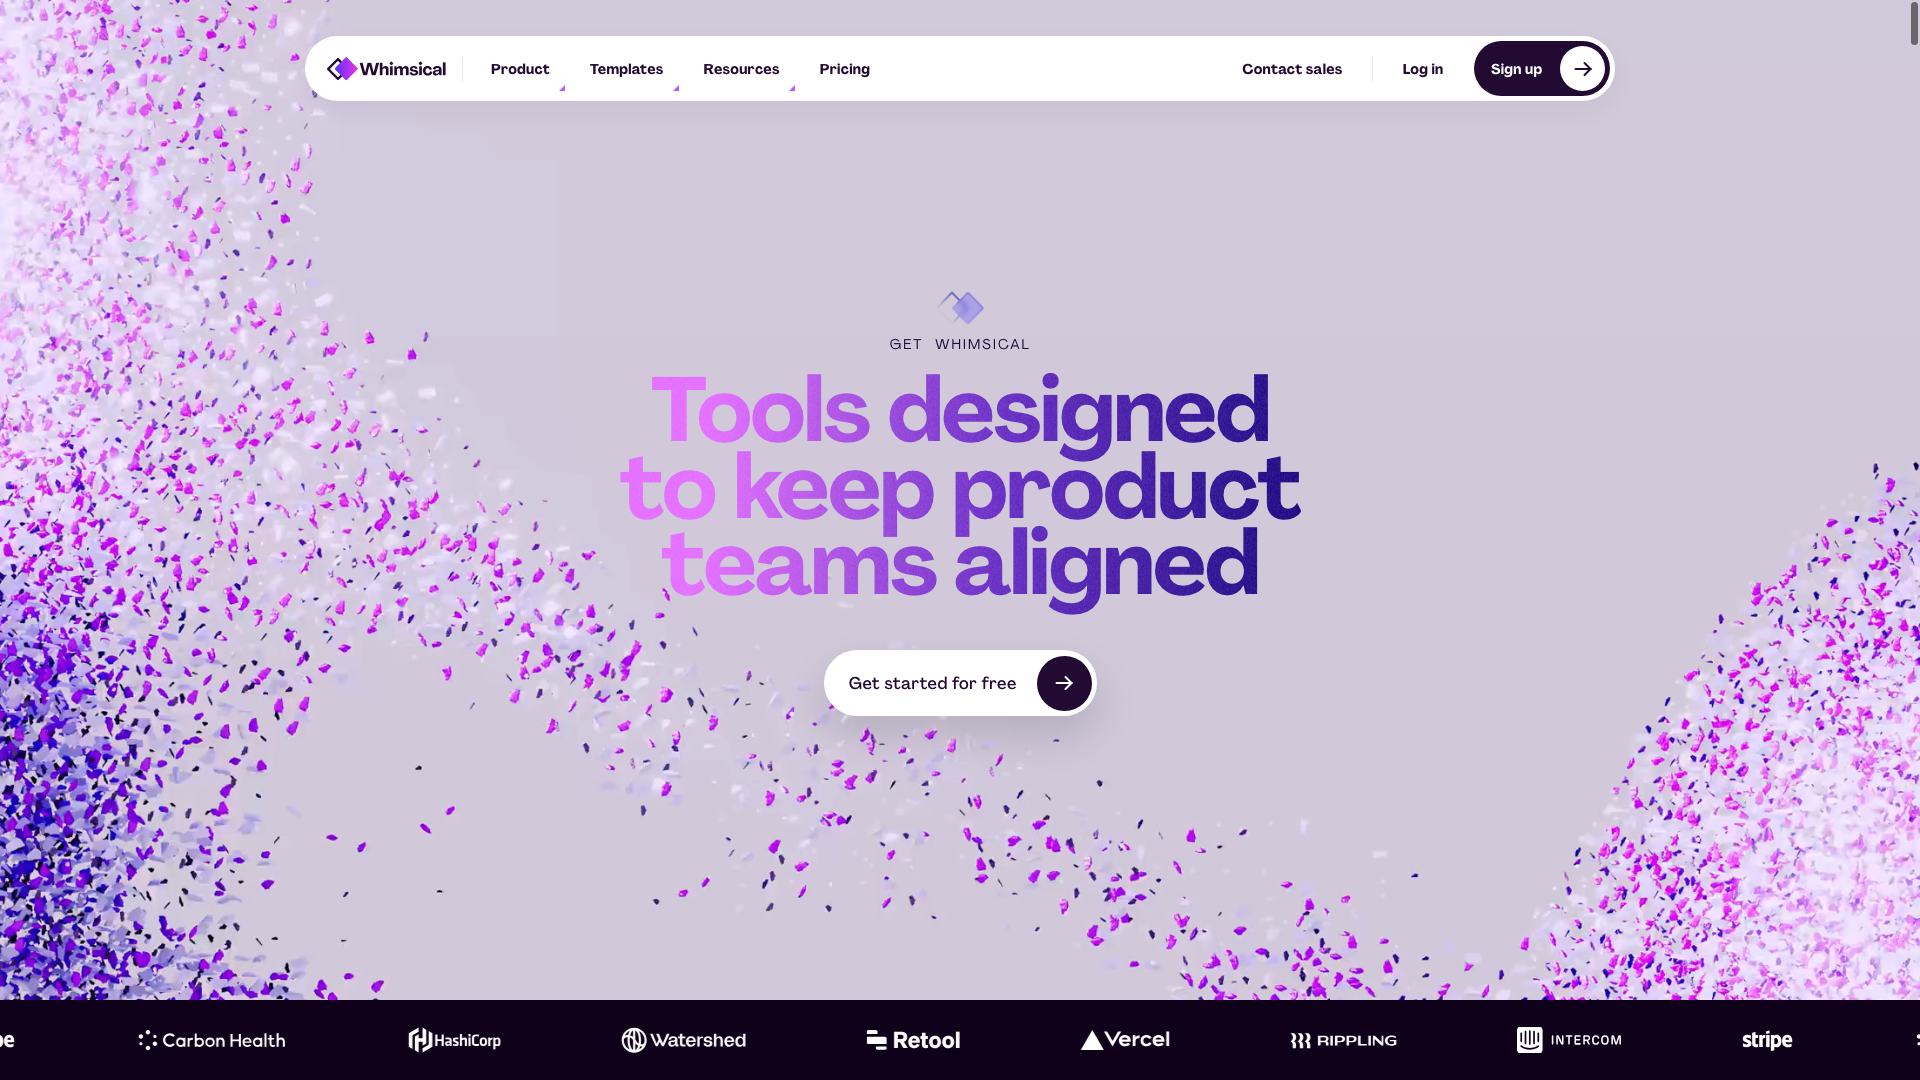 Whimsical
Product
Templates
Resources
Pricing
Contact sales
Log in
Sign up
GET WHIMSICAL
Tools designed
to keep product
teams aligned
Get started for free
pe
Carbon Health
HashiCorp
Watershed
Retool
Vercel
RIPPLING
INTERCOM
stripe